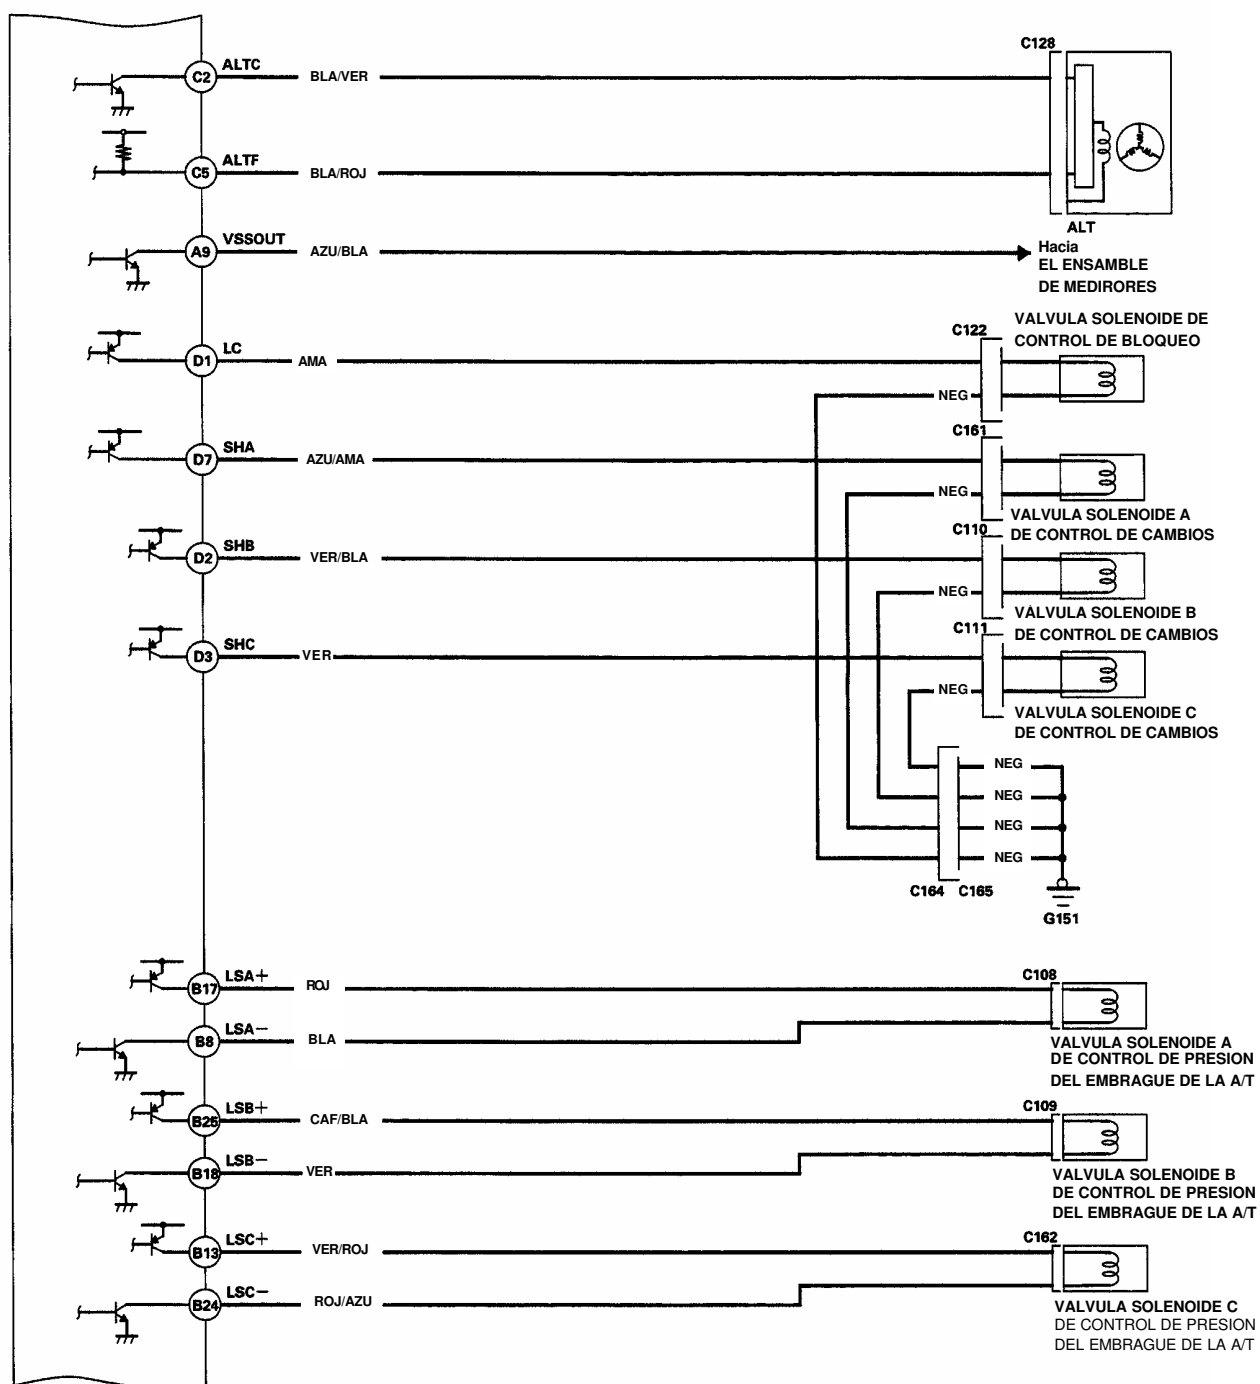 C128
ALTC
C2
BLA/VER
ALTF
C5
BLA/ROJ
ALT
VSSOUT
A9
AZU/BLA
Hacia
EL ENSAMBLE
DE MEDIRORES
VALVULA SOLENOIDE DE
CONTROL DE BLOQUEO
C122
LC
D1
AMA
NEG
C161
SHA
D7
AZU/AMA
NEG
VALVULA SOLENOIDE A
DE CONTROL DE CAMBIOS
C110
SHB
D2
VER/BLA
NEG
VALVULA SOLENOIDE B
DE CONTROL DE CAMBIOS
C111
SHC
D3
VER
NEG
VALVULA SOLENOIDE C
DE CONTROL DE CAMBIOS
NEG
NEG
NEG
NEG
C164 C165
G151
LSA+
B17
ROJ
C108
LSA−
B8
BLA
VALVULA SOLENOIDE A
DE CONTROL DE PRESION
DEL EMBRAGUE DE LA A/T
LSB+
B25
CAF/BLA
C109
LSB−
B18
VER
VALVULA SOLENOIDE B
DE CONTROL DE PRESION
DEL EMBRAGUE DE LA A/T
LSC+
B13
VER/ROJ
C162
LSC−
B24
ROJ/AZU
VALVULA SOLENOIDE C
DE CONTROL DE PRESION
DEL EMBRAGUE DE LA A/T